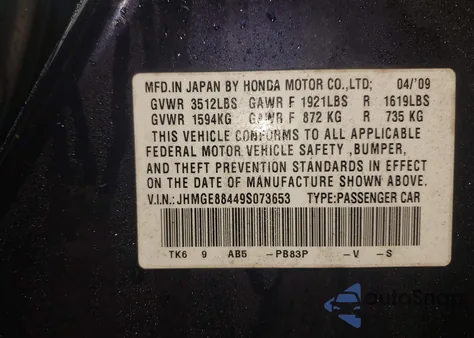 MFD.IN JAPAN BY HONDA MOTOR CO.,LTD; 04/'09
GVWR 3512LBS GAWR F 1921LBS R 1619LBS
GVWR 1594KG GAWR F 872 KG R 735 KG
THIS VEHICLE CONFORMS TO ALL APPLICABLE
FEDERAL MOTOR VEHICLE SAFETY ,BUMPER,
AND THEFT PREVENTION STANDARDS IN EFFECT
ON THE DATE OF MANUFACTURE SHOWN ABOVE.
V.I.N.: JHMGE88449S073653 TYPE:PASSENGER CAR
TK6 9 AB5 -PB83P -V -S
autoSnap